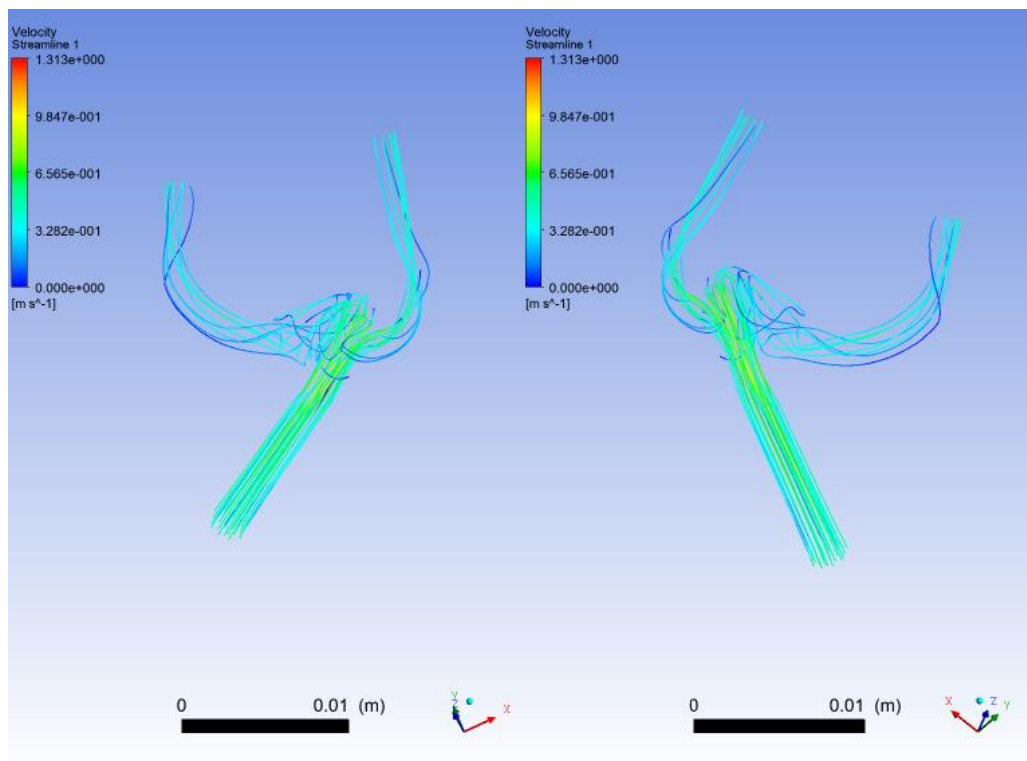 Velocity
Streamline 1
1.313e+000
9.847e-001
6.565e-001
3.282e-001
0.000e+000
[m s^-1]
Velocity
Streamline 1
1.313e+000
9.847e-001
6.565e-001
3.282e-001
0.000e+000
[m s^-1]
0 0.01 (m)
Y
Z
X
0 0.01 (m)
X Z Y